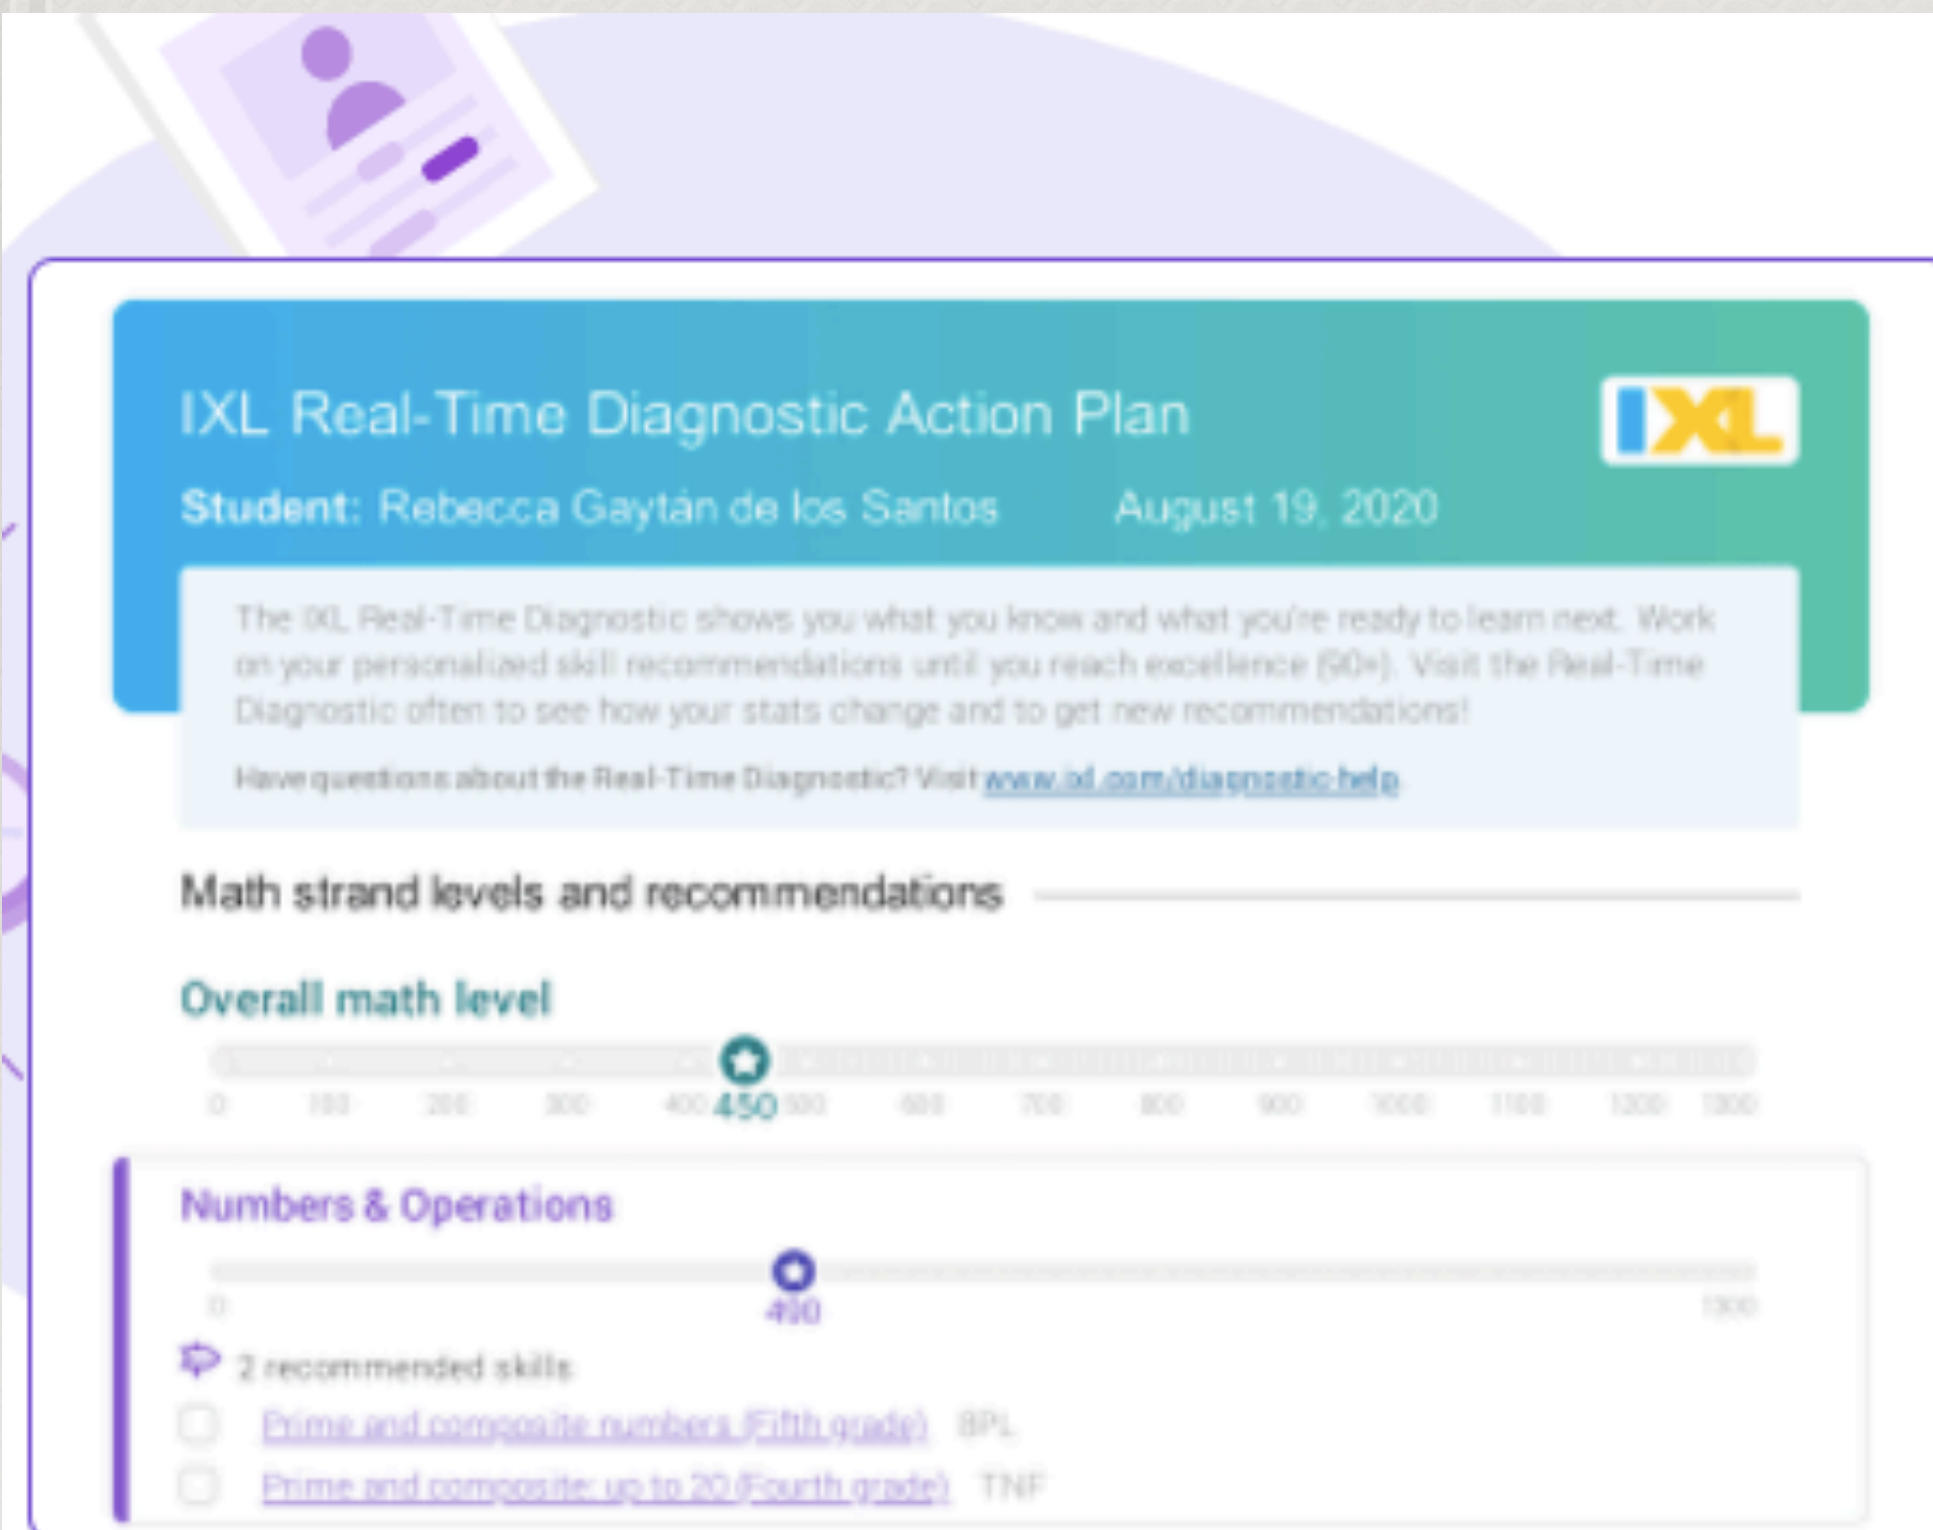 IXL Real-Time Diagnostic Action Plan
IXL
Student: Rebecca Gaytán de los Santos August 19, 2020
The IXL Real-Time Diagnostic shows you what you know and what you're ready to learn next. Work
on your personalized skill recommendations until you reach excellence (90+). Visit the Real-Time
Diagnostic often to see how your stats change and to get new recommendations!
Have questions about the Real-Time Diagnostic? Visit www.ixl.com/diagnostic-help.
Math strand levels and recommendations
Overall math level
0 100 200 300 400 450 500 600 700 800 900 1000 1100 1200 1300
Numbers & Operations
0 490 1300
2 recommended skills
Prime and composite numbers (Fifth grade) 8PL
Prime and composite: up to 20 (Fourth grade) TNF